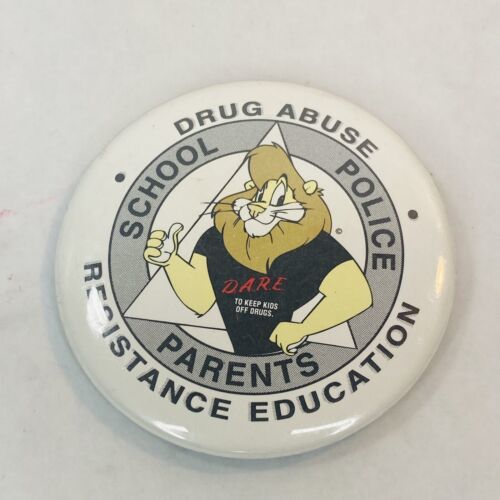 DRUG ABUSE
SCHOOL
POLICE
©
D.A.R.E
TO KEEP KIDS
OFF DRUGS.
PARENTS
RESISTANCE EDUCATION